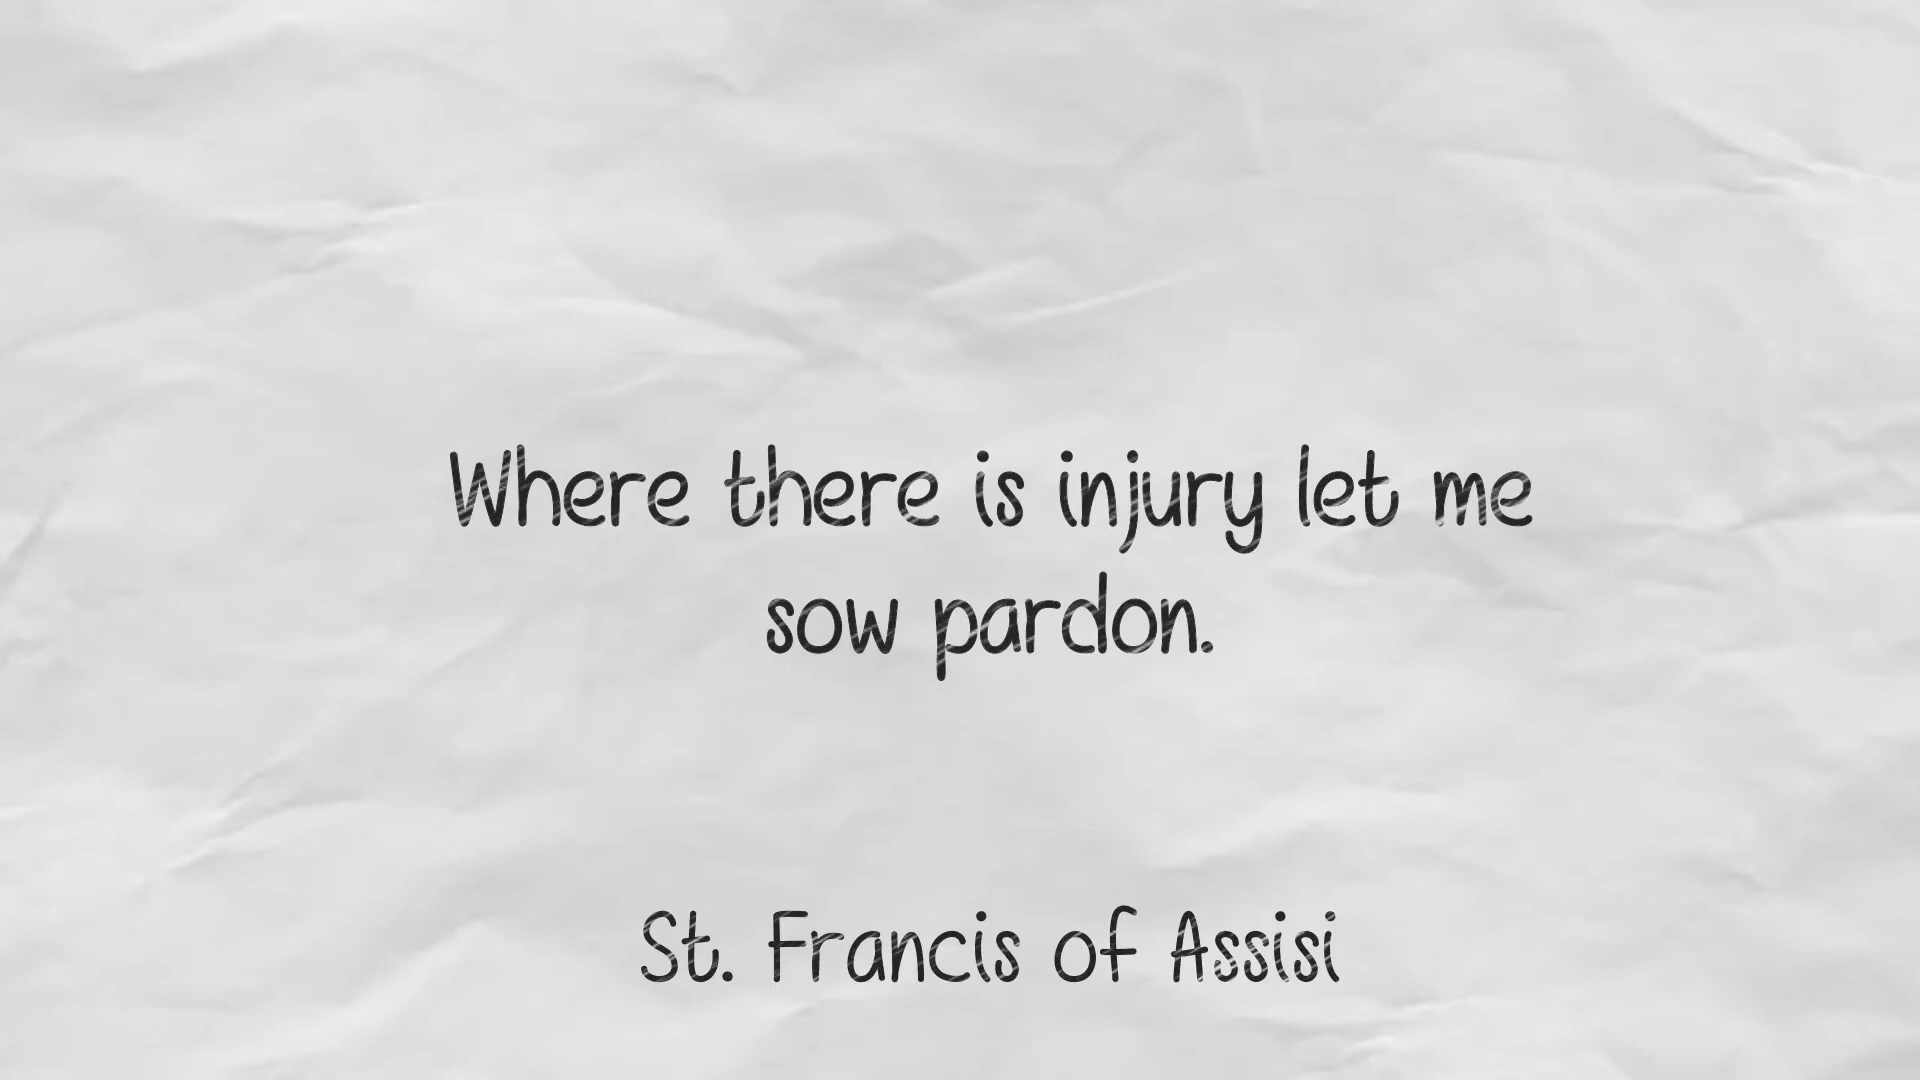 Where there is injury let me
sow pardon.
St. Francis of Assisi